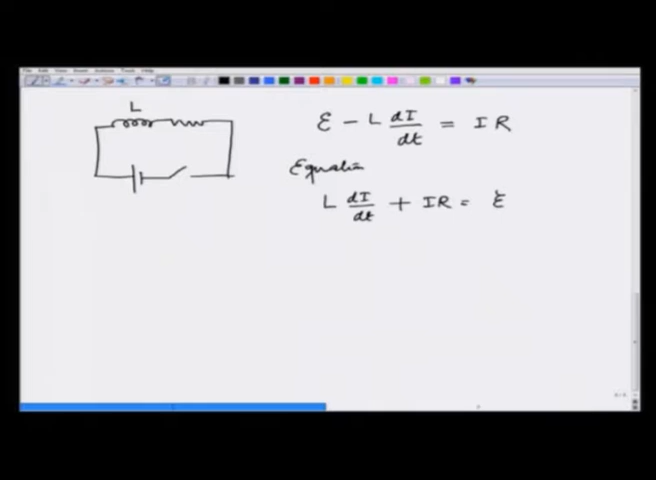 L
ℰ − L dI/dt = IR
Equation
L dI/dt + IR = ℰ